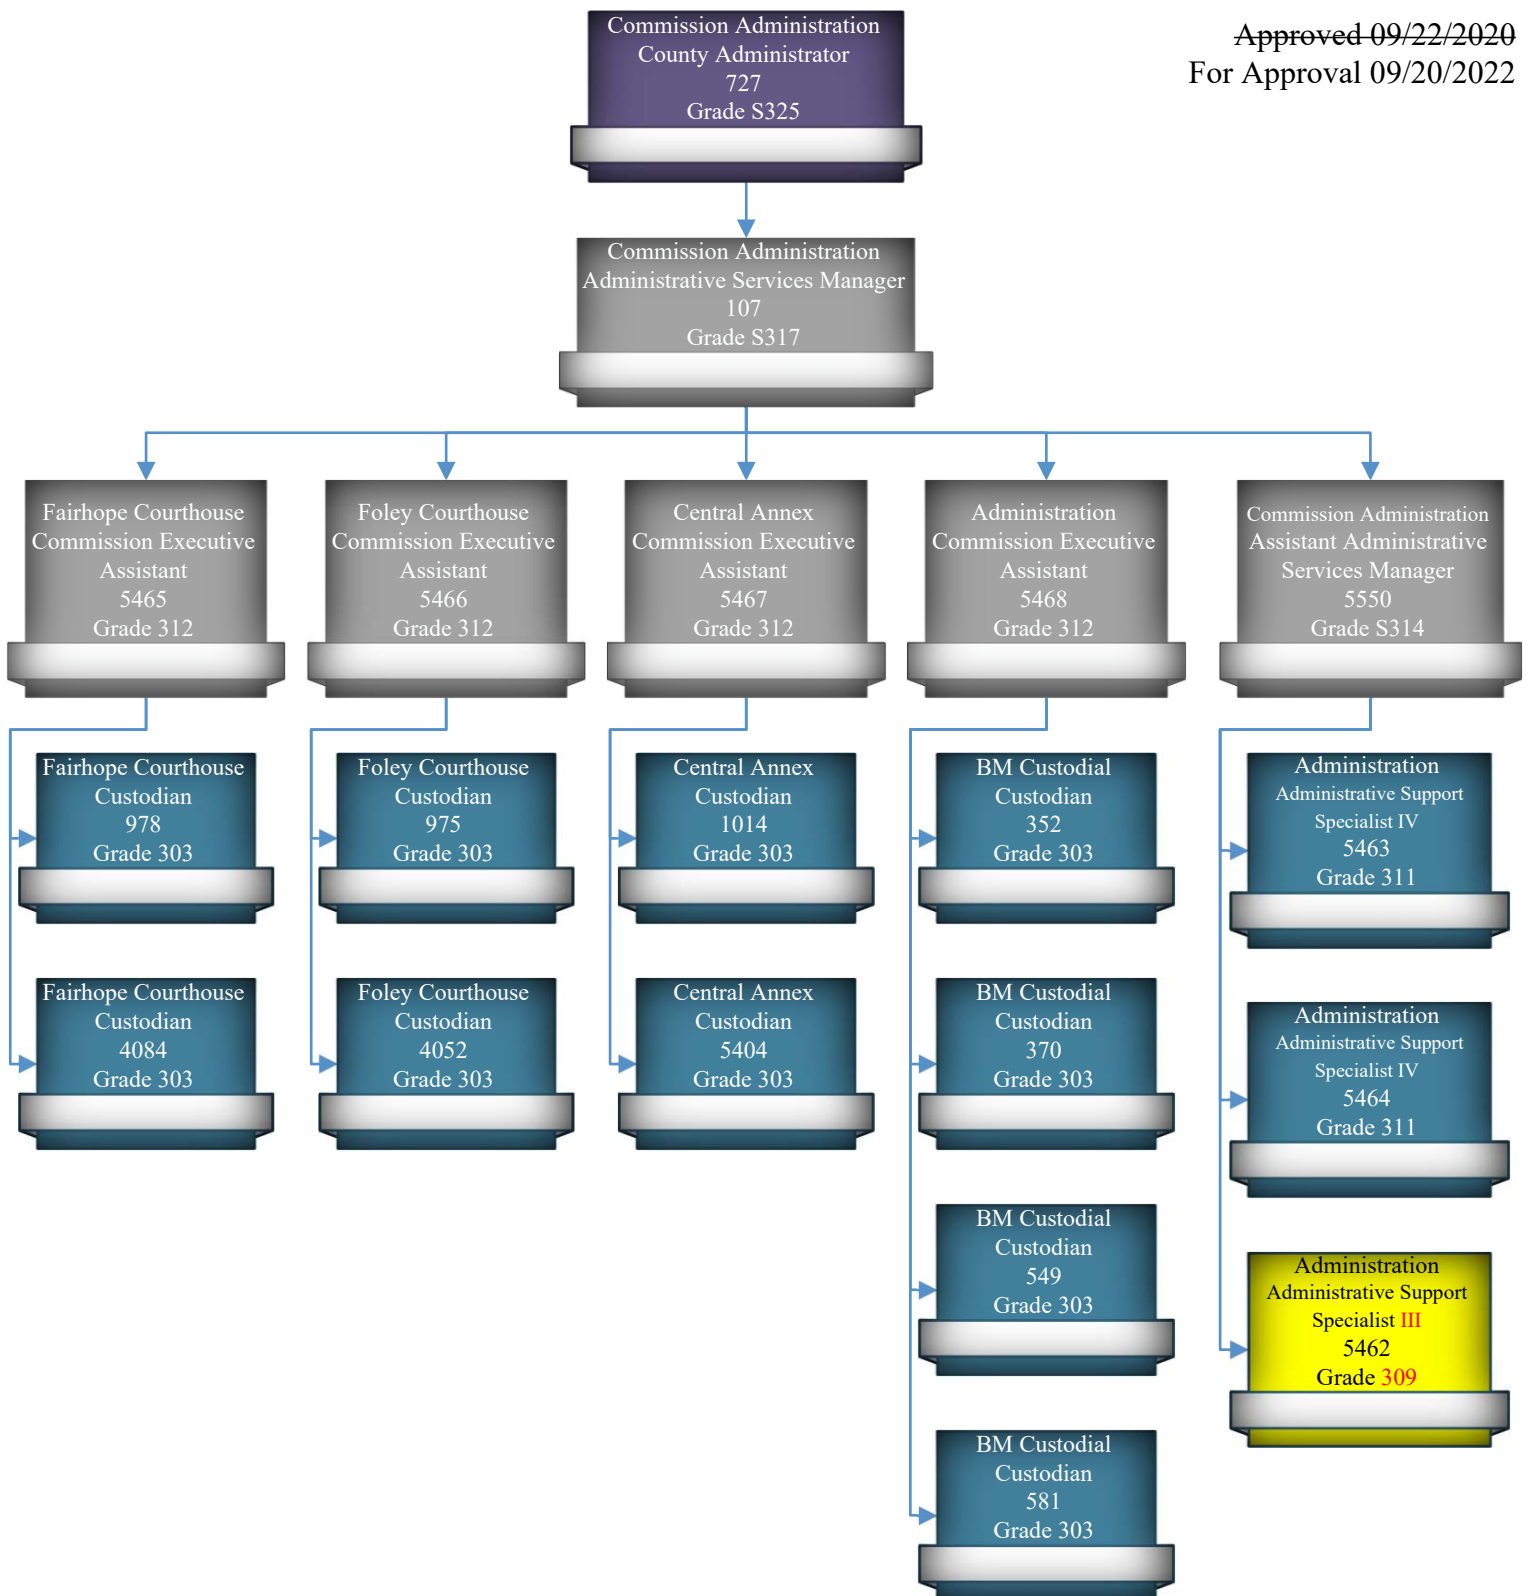 Commission Administration
County Administrator
727
Grade S325
Approved 09/22/2020
For Approval 09/20/2022
Commission Administration
Administrative Services Manager
107
Grade S317
Fairhope Courthouse
Commission Executive
Assistant
5465
Grade 312
Foley Courthouse
Commission Executive
Assistant
5466
Grade 312
Central Annex
Commission Executive
Assistant
5467
Grade 312
Administration
Commission Executive
Assistant
5468
Grade 312
Commission Administration
Assistant Administrative
Services Manager
5550
Grade S314
Fairhope Courthouse
Custodian
978
Grade 303
Foley Courthouse
Custodian
975
Grade 303
Central Annex
Custodian
1014
Grade 303
BM Custodial
Custodian
352
Grade 303
Administration
Administrative Support
Specialist IV
5463
Grade 311
Fairhope Courthouse
Custodian
4084
Grade 303
Foley Courthouse
Custodian
4052
Grade 303
Central Annex
Custodian
5404
Grade 303
BM Custodial
Custodian
370
Grade 303
Administration
Administrative Support
Specialist IV
5464
Grade 311
BM Custodial
Custodian
549
Grade 303
Administration
Administrative Support
Specialist III
5462
Grade 309
BM Custodial
Custodian
581
Grade 303